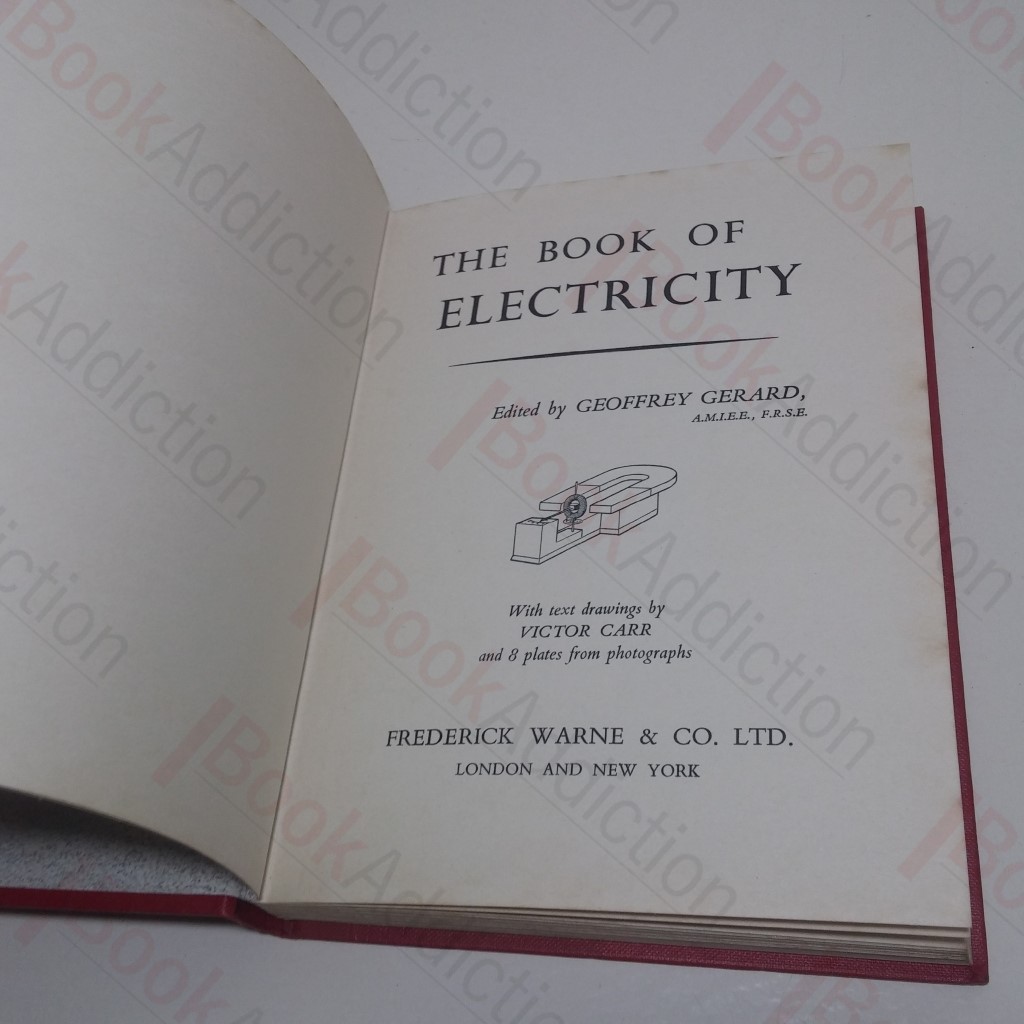 THE BOOK OF
ELECTRICITY
Edited by GEOFFREY GERARD,
A.M.I.E.E., F.R.S.E.
With text drawings by
VICTOR CARR
and 8 plates from photographs
FREDERICK WARNE & CO. LTD.
LONDON AND NEW YORK
BookAddiction